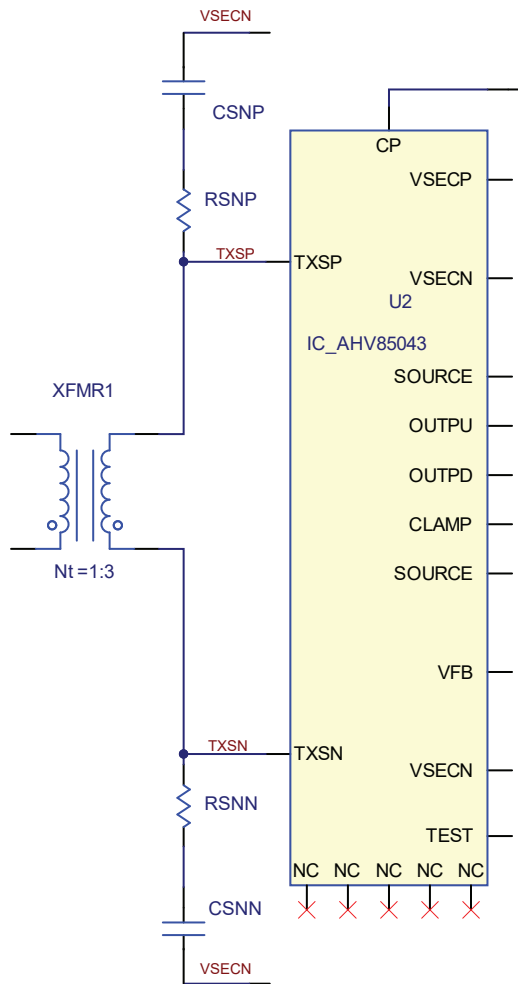 VSECN
CSNP
CP
VSECP
RSNP
TXSP
TXSP
VSECN
U2
IC_AHV85043
SOURCE
XFMR1
OUTPU
OUTPD
CLAMP
Nt =1:3
SOURCE
VFB
TXSN
TXSN
VSECN
RSNN
TEST
NC NC NC NC NC
CSNN
VSECN